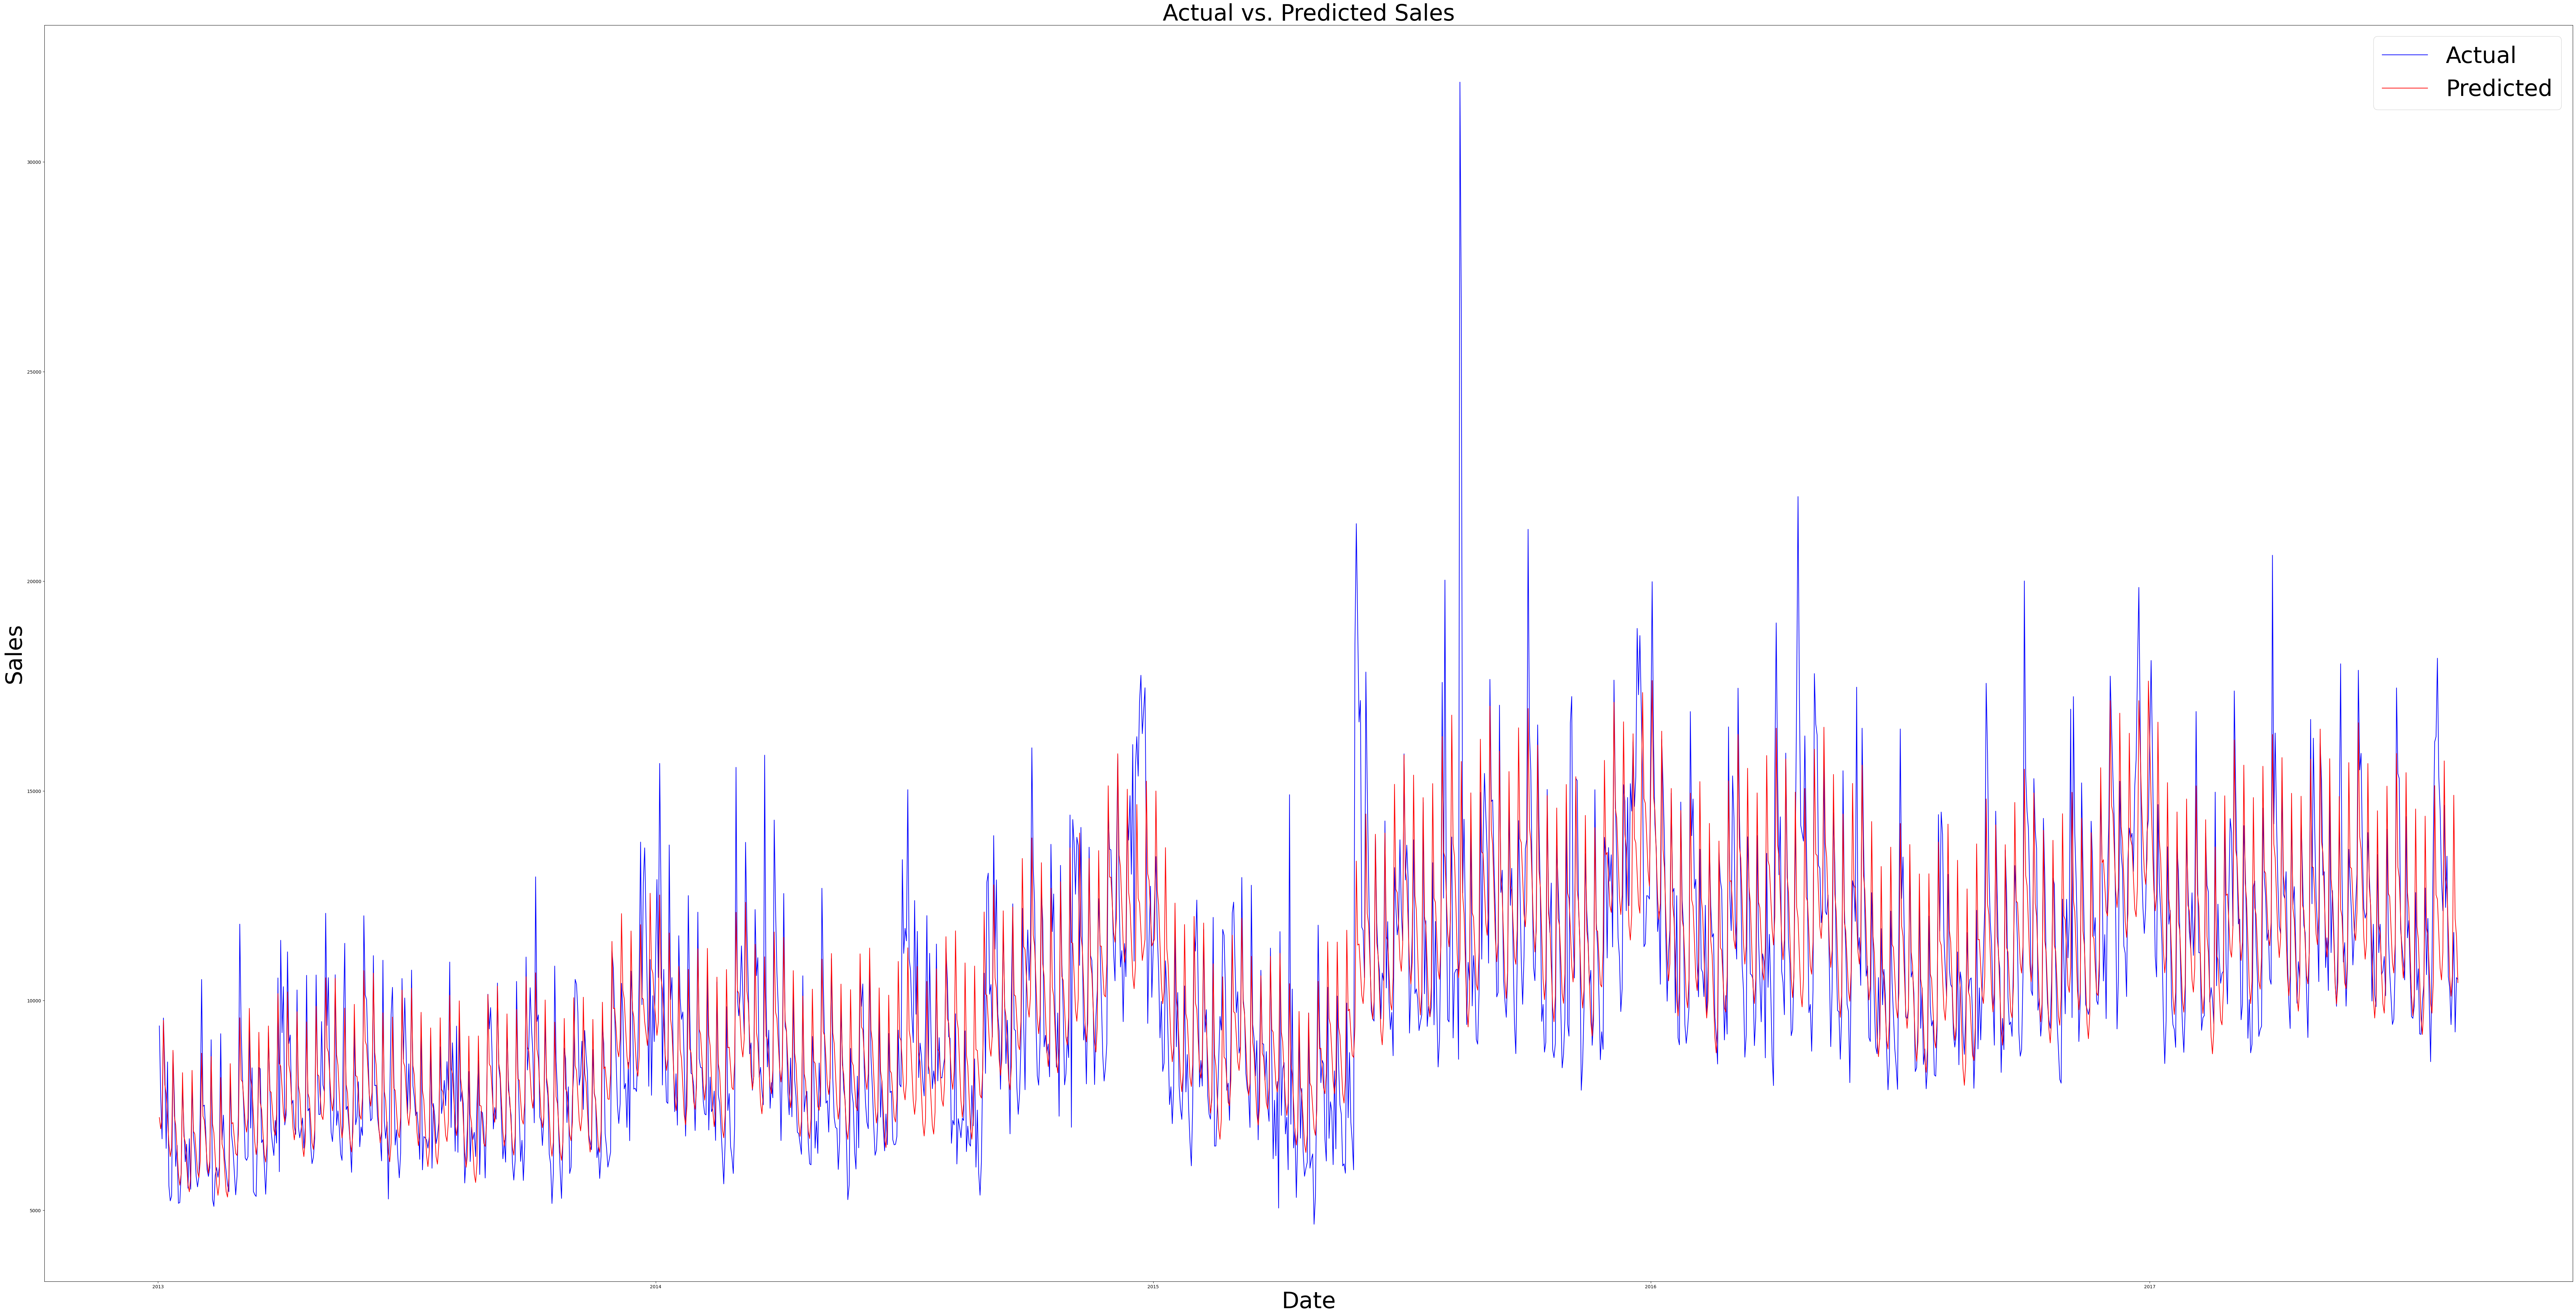 Actual vs. Predicted Sales
Actual
Predicted
30000
25000
20000
15000
10000
5000
Sales
2013
2014
2015
2016
2017
Date